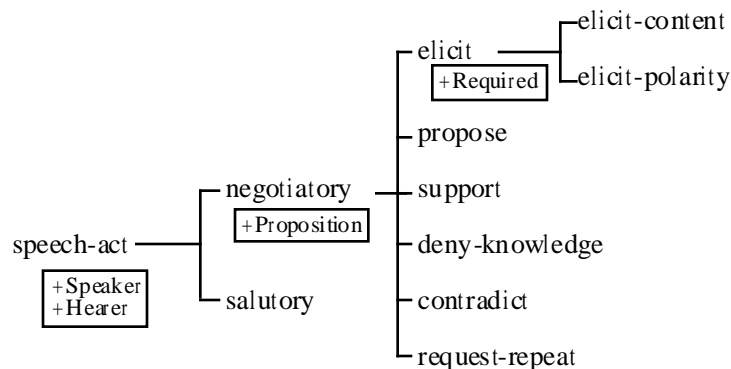 elicit-content
elicit
+Required
elicit-polarity
propose
negotiatory
+Proposition
support
speech-act
+Speaker
+Hearer
deny-knowledge
salutory
contradict
request-repeat